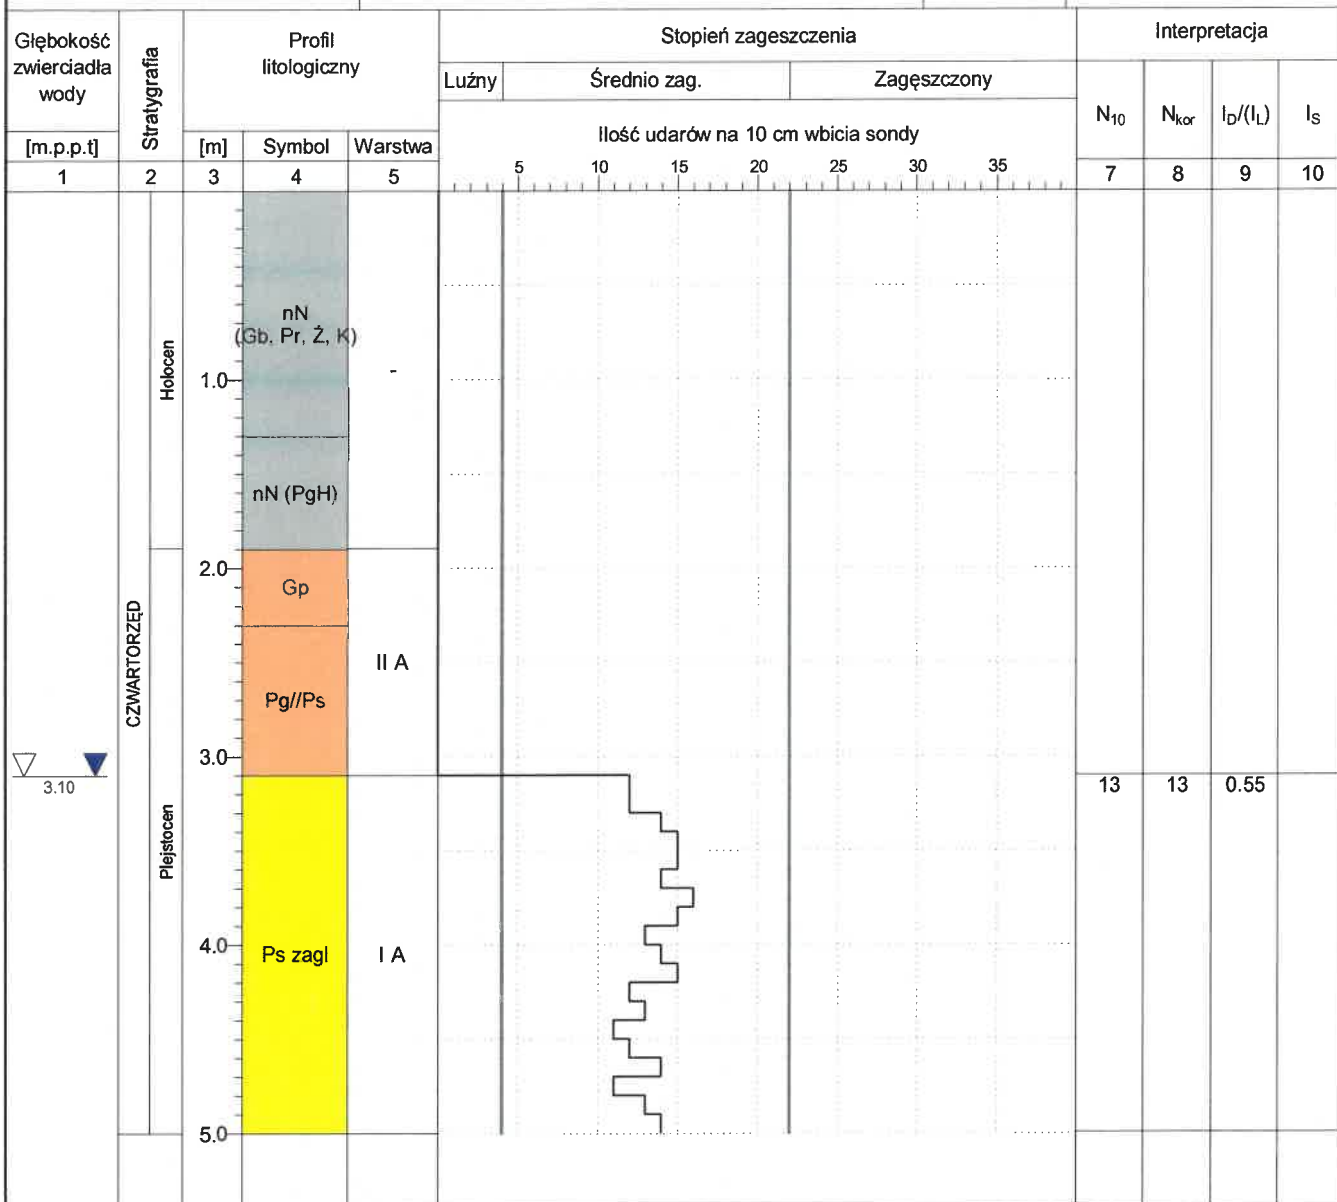 Głębokość
zwierciadła
wody
[m.p.p.t]
1
Stratygrafia
2
Profil
litologiczny
[m]
Symbol
Warstwa
3
4
5
Stopień zagęszczenia
Luźny
Średnio zag.
Zagęszczony
Ilość udarów na 10 cm wbicia sondy
5 10 15 20 25 30 35
Interpretacja
N10
Nkor
ID/(IL)
IS
7
8
9
10
CZWARTORZĘD
Holocen
Plejstocen
nN
(Gb, Pr, Ż, K)
-
1.0
nN (PgH)
2.0
Gp
II A
Pg//Ps
3.0
3.10
13 13 0.55
4.0
Ps zagl
I A
5.0